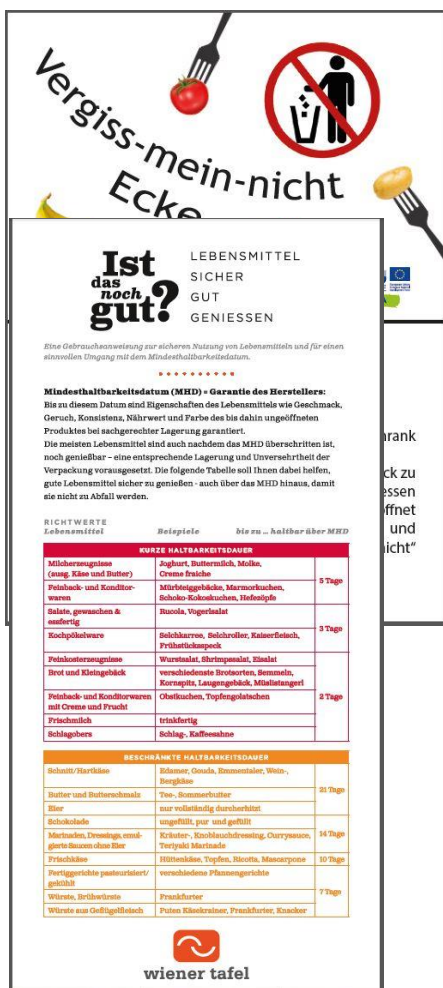 Vergiss-mein-nicht
Ecke
Ist
das
noch
gut?
LEBENSMITTEL
SICHER
GUT
GENIESSEN
Eine Gebrauchsanweisung zur sicheren Nutzung von Lebensmitteln und für einen
sinnvollen Umgang mit dem Mindesthaltbarkeitsdatum.
Mindesthaltbarkeitsdatum (MHD) = Garantie des Herstellers:
Bis zu diesem Datum sind Eigenschaften des Lebensmittels wie Geschmack,
Geruch, Konsistenz, Nährwert und Farbe des bis dahin ungeöffneten
Produktes bei sachgerechter Lagerung garantiert.
Die meisten Lebensmittel sind auch nachdem das MHD überschritten ist,
noch genießbar – eine entsprechende Lagerung und Unversehrtheit der
Verpackung vorausgesetzt. Die folgende Tabelle soll Ihnen dabei helfen,
gute Lebensmittel sicher zu genießen - auch über das MHD hinaus, damit
sie nicht zu Abfall werden.
hrank
ck zu
essen
öffnet
und
nicht“
RICHTWERTE
Lebensmittel Beispiele bis zu ... haltbar über MHD
KURZE HALTBARKEITSDAUER
Milcherzeugnisse
(ausg. Käse und Butter)
Joghurt, Buttermilch, Molke,
Creme fraiche
5 Tage
Feinback- und Konditor-
waren
Mürbteiggebäcke, Marmorkuchen,
Schoko-Kokoskuchen, Hefezöpfe
Salate, gewaschen &
essfertig
Rucola, Vogerlsalat
3 Tage
Kochpökelware
Selchkarree, Selchroller, Kaiserfleisch,
Frühstücksspeck
Feinkosterzeugnisse
Wurstsalat, Shrimpssalat, Eisalat
2 Tage
Brot und Kleingebäck
verschiedenste Brotsorten, Semmeln,
Kornspitz, Laugengebäck, Müslistangerl
Feinback- und Konditorwaren
mit Creme und Frucht
Obstkuchen, Topfengolatschen
Frischmilch
trinkfertig
Schlagobers
Schlag-, Kaffeesahne
BESCHRÄNKTE HALTBARKEITSDAUER
Schnitt/Hartkäse
Edamer, Gouda, Emmentaler, Wein-,
Bergkäse
21 Tage
Butter und Butterschmalz
Tee-, Sommerbutter
Eier
nur vollständig durcherhitzt
Schokolade
ungefüllt, pur und gefüllt
14 Tage
Marinaden, Dressings, emul-
gierte Saucen ohne Eier
Kräuter-, Knoblauchdressing, Currysauce,
Teriyaki Marinade
Frischkäse
Hüttenkäse, Topfen, Ricotta, Mascarpone
10 Tage
Fertiggerichte pasteurisiert/
gekühlt
verschiedene Pfannengerichte
7 Tage
Würste, Brühwürste
Frankfurter
Würste aus Geflügelfleisch
Puten Käsekrainer, Frankfurter, Knacker
wiener tafel